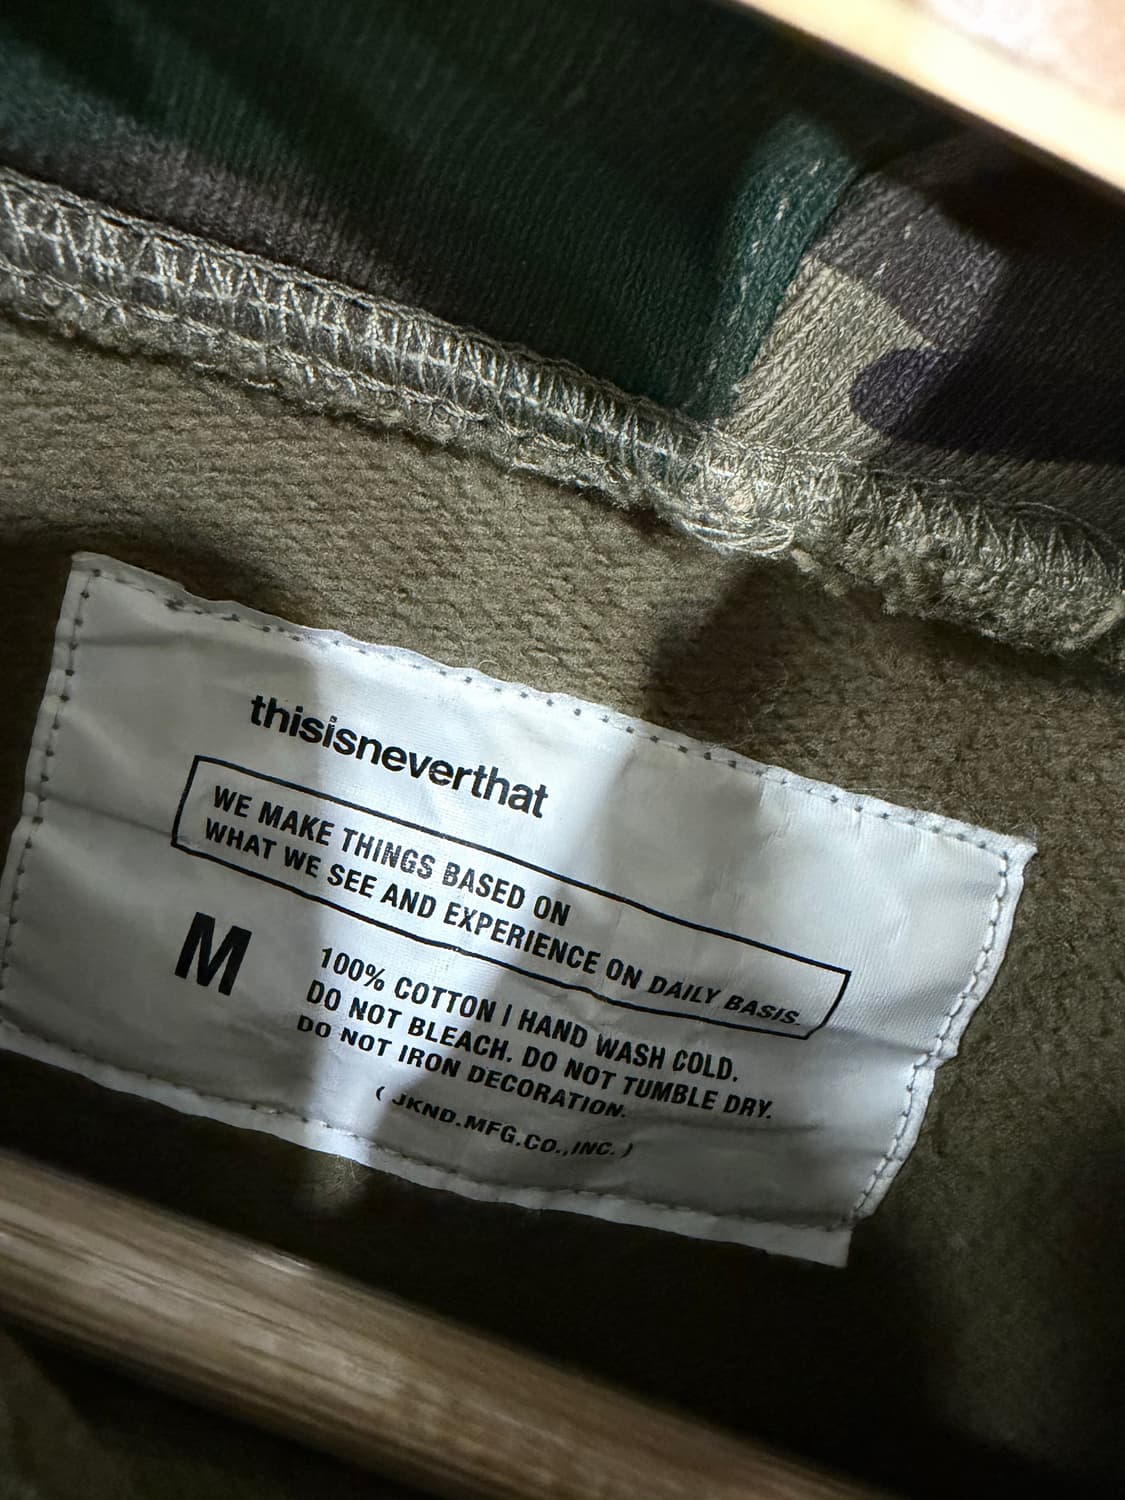 thisisneverthat
WE MAKE THINGS BASED ON
WHAT WE SEE AND EXPERIENCE ON DAILY BASIS.
M
100% COTTON | HAND WASH COLD.
DO NOT BLEACH. DO NOT TUMBLE DRY.
DO NOT IRON DECORATION.
( JKND.MFG.CO.,INC. )